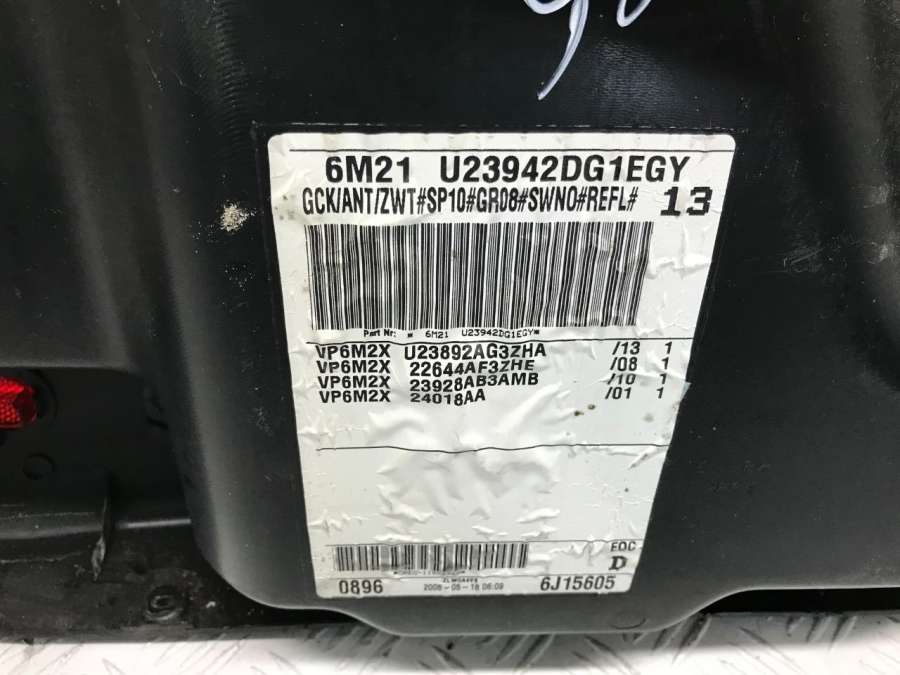 6M21 U23942DG1EGY
GCK/ANT/ZWT#SP10#GR08#SWNO#REFL# 13
Part Nr: * 6M21 U23942DG1EGY*
VP6M2X U23892AG3ZHA /13 1
VP6M2X 22644AF3ZHE /08 1
VP6M2X 23928AB3AMB /10 1
VP6M2X 24018AA /01 1
EOC
D
0896 2006-05-18 06:09 6J15605